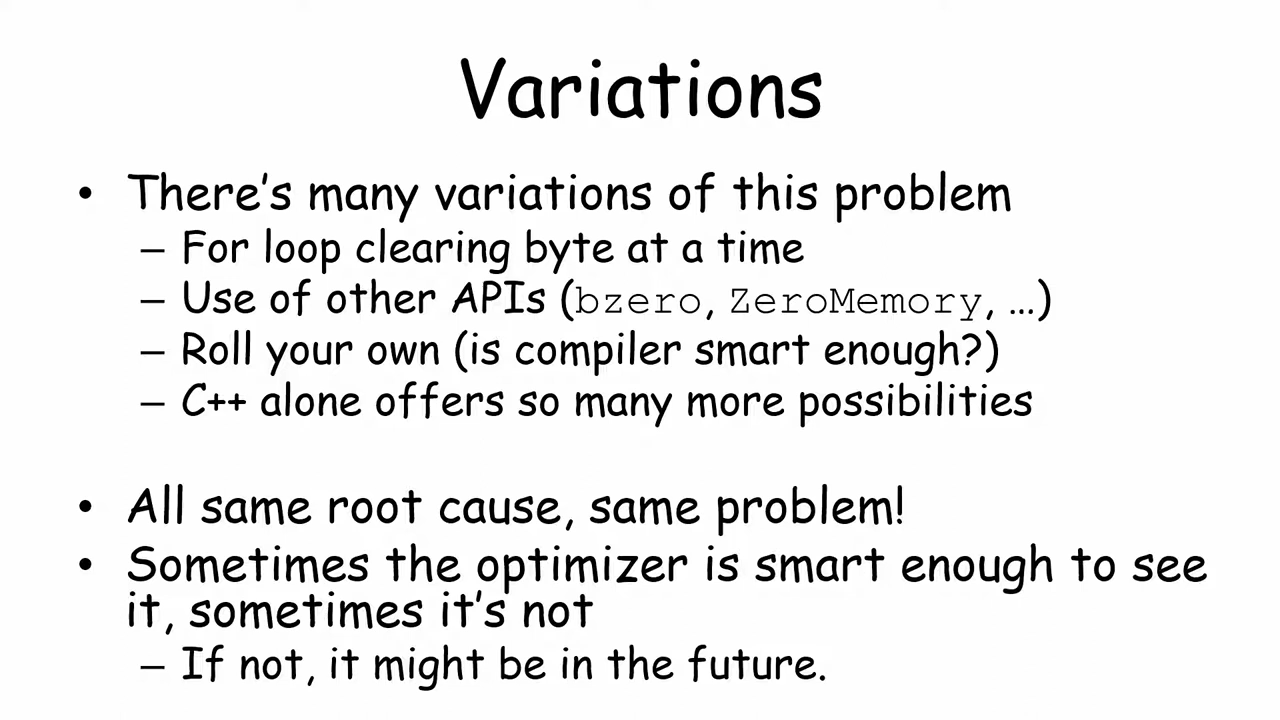 Variations
• There's many variations of this problem
– For loop clearing byte at a time
– Use of other APIs (bzero, ZeroMemory, …)
– Roll your own (is compiler smart enough?)
– C++ alone offers so many more possibilities
• All same root cause, same problem!
• Sometimes the optimizer is smart enough to see
it, sometimes it's not
– If not, it might be in the future.